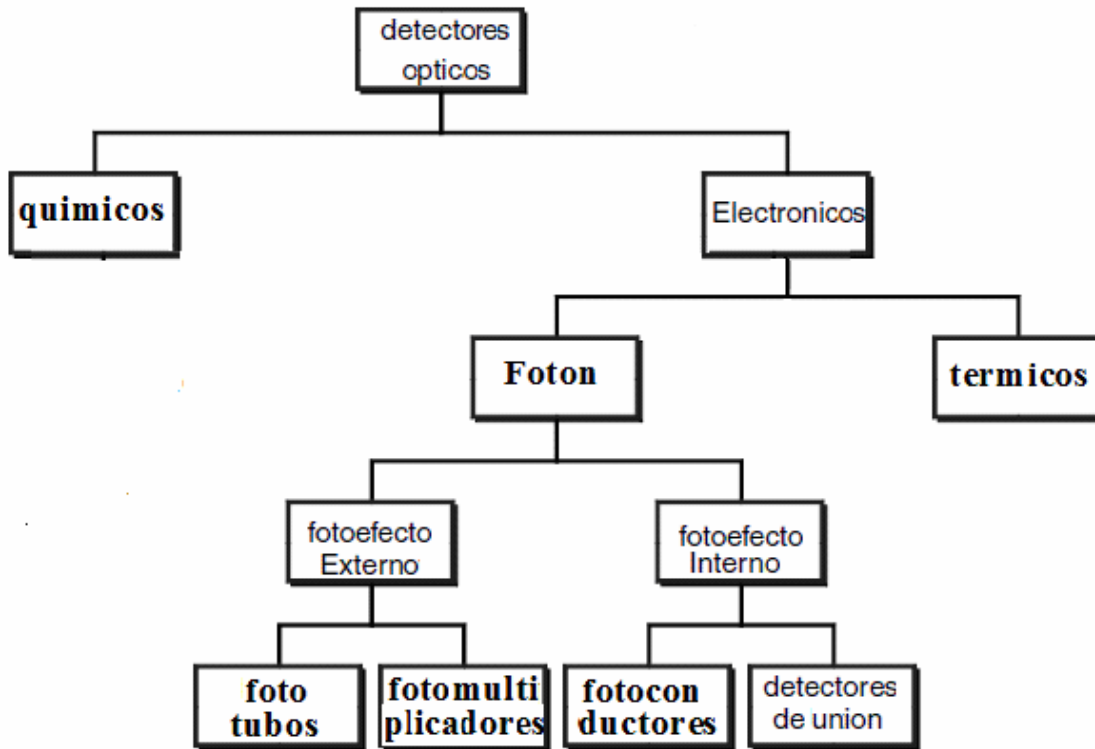 detectores
opticos
quimicos
Electronicos
Foton
termicos
fotoefecto
Externo
fotoefecto
Interno
foto
tubos
fotomulti
plicadores
fotocon
ductores
detectores
de union